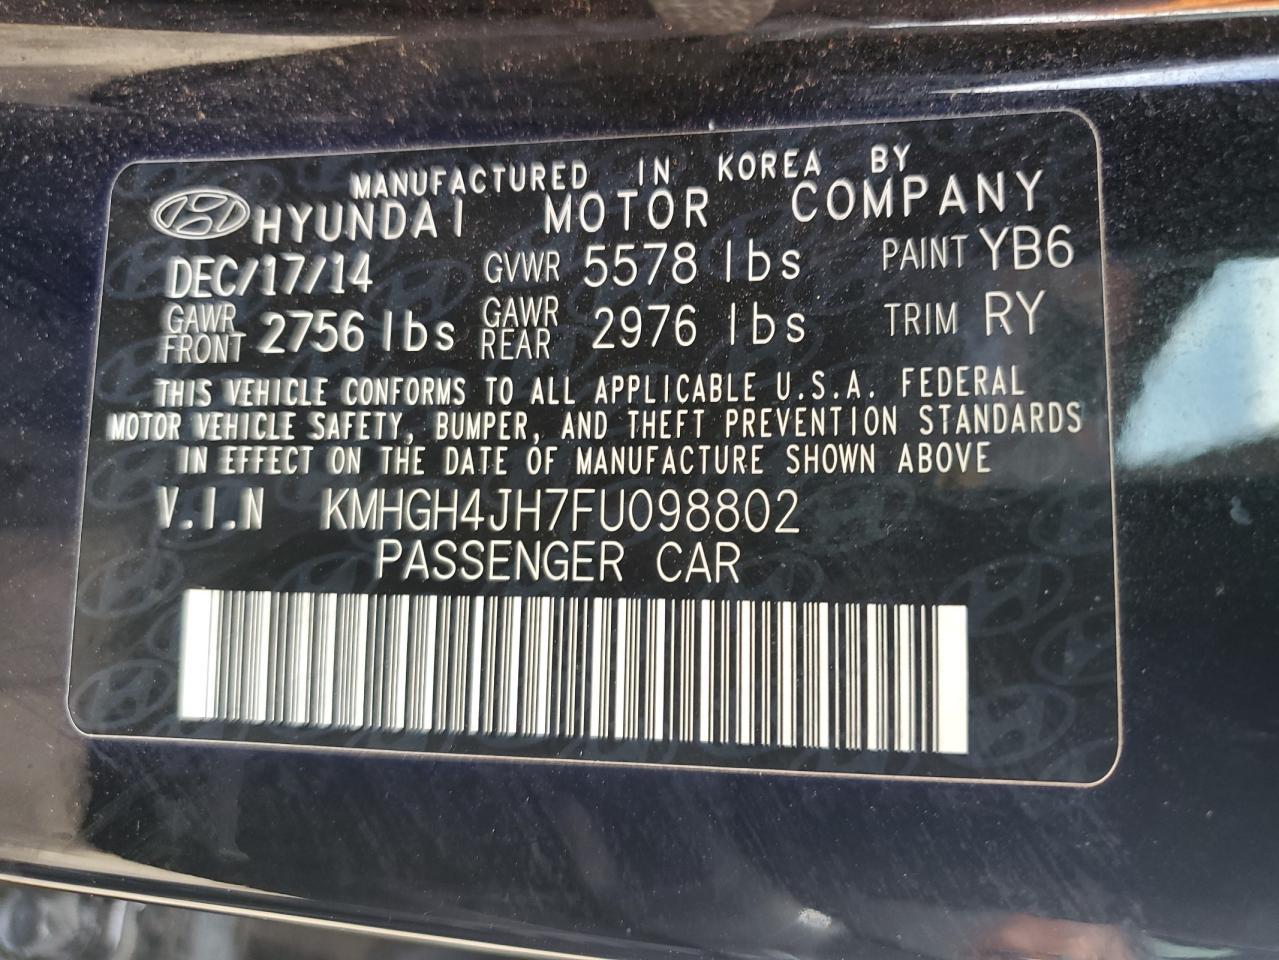 MANUFACTURED IN KOREA BY
HYUNDAI MOTOR COMPANY
DEC/17/14 GVWR 5578 lbs PAINT YB6
GAWR FRONT 2756 lbs GAWR REAR 2976 lbs TRIM RY
THIS VEHICLE CONFORMS TO ALL APPLICABLE U.S.A. FEDERAL
MOTOR VEHICLE SAFETY, BUMPER, AND THEFT PREVENTION STANDARDS
IN EFFECT ON THE DATE OF MANUFACTURE SHOWN ABOVE
V.I.N KMHGH4JH7FU098802
PASSENGER CAR